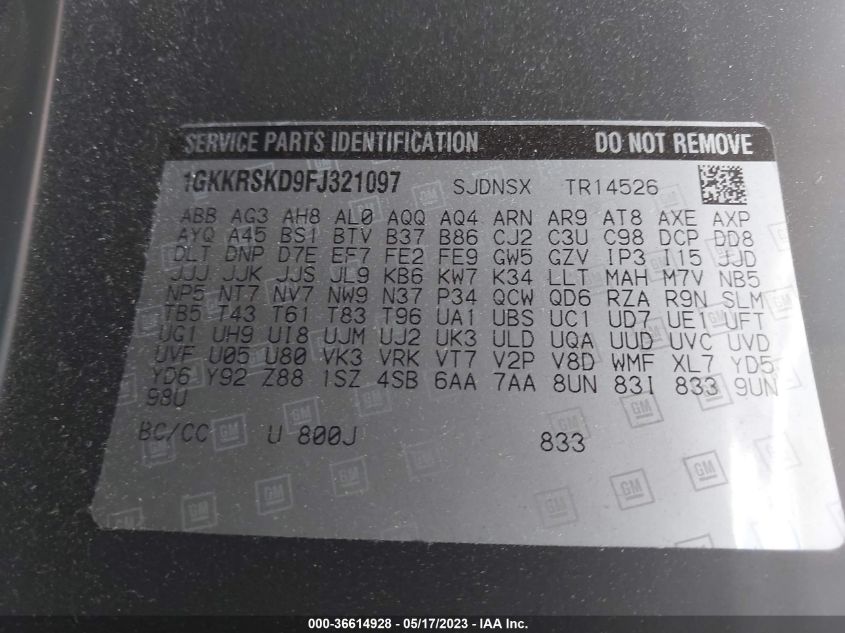 SERVICE PARTS IDENTIFICATION DO NOT REMOVE
1GKKRSKD9FJ321097 SJDNSX TR14526
ABB AG3 AH8 AL0 AQQ AQ4 ARN AR9 AT8 AXE AXP
AYQ A45 BS1 BTV B37 B86 CJ2 C3U C98 DCP DD8
DLT DNP D7E EF7 FE2 FE9 GW5 GZV IP3 I15 JJD
JJJ JJK JJS JL9 KB6 KW7 K34 LLT MAH M7V NB5
NP5 NT7 NV7 NW9 N37 P34 QCW QD6 RZA R9N SLM
TB5 T43 T61 T83 T96 UA1 UBS UC1 UD7 UE1 UFT
UG1 UH9 UI8 UJM UJ2 UK3 ULD UQA UUD UVC UVD
UVF U05 U80 VK3 VRK VT7 V2P V8D WMF XL7 YD5
YD6 Y92 Z88 1SZ 4SB 6AA 7AA 8UN 83I 833 9UN
98U
BC/CC U 800J 833
GM GM GM GM
000-36614928 - 05/17/2023 - IAA Inc.